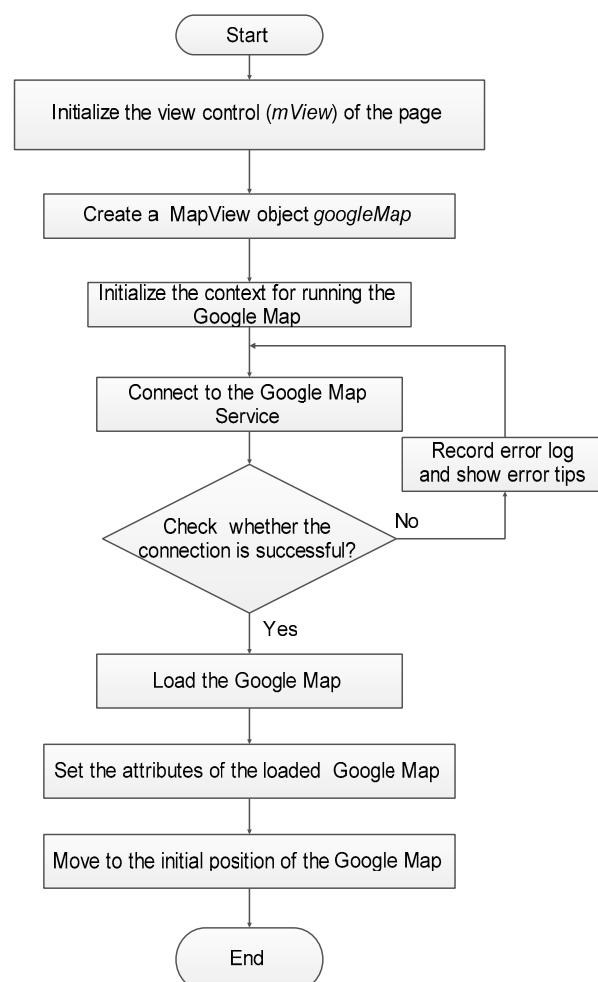 Start
Initialize the view control (mView) of the page
Create a MapView object googleMap
Initialize the context for running the
Google Map
Connect to the Google Map
Service
Record error log
and show error tips
Check whether the
connection is successful?
No
Yes
Load the Google Map
Set the attributes of the loaded Google Map
Move to the initial position of the Google Map
End